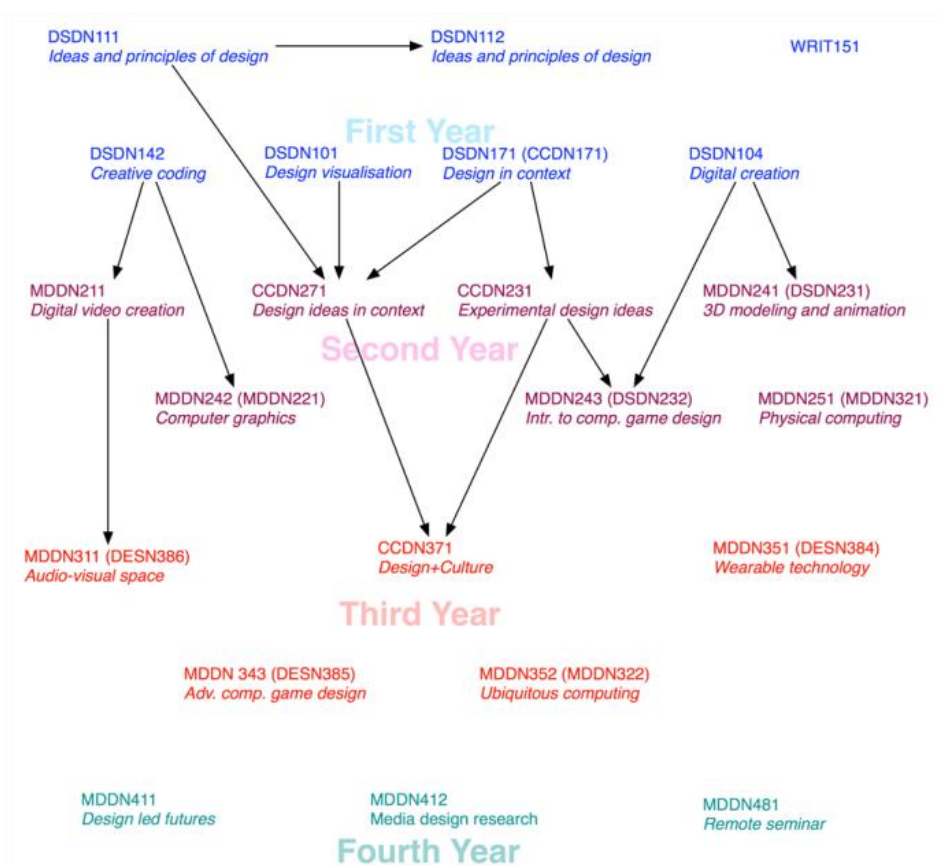 DSDN111
Ideas and principles of design
DSDN112
Ideas and principles of design
WRIT151
First Year
DSDN142
Creative coding
DSDN101
Design visualisation
DSDN171 (CCDN171)
Design in context
DSDN104
Digital creation
MDDN211
Digital video creation
CCDN271
Design ideas in context
CCDN231
Experimental design ideas
MDDN241 (DSDN231)
3D modeling and animation
Second Year
MDDN242 (MDDN221)
Computer graphics
MDDN243 (DSDN232)
Intr. to comp. game design
MDDN251 (MDDN321)
Physical computing
MDDN311 (DESN386)
Audio-visual space
CCDN371
Design+Culture
MDDN351 (DESN384)
Wearable technology
Third Year
MDDN 343 (DESN385)
Adv. comp. game design
MDDN352 (MDDN322)
Ubiquitous computing
MDDN411
Design led futures
MDDN412
Media design research
MDDN481
Remote seminar
Fourth Year